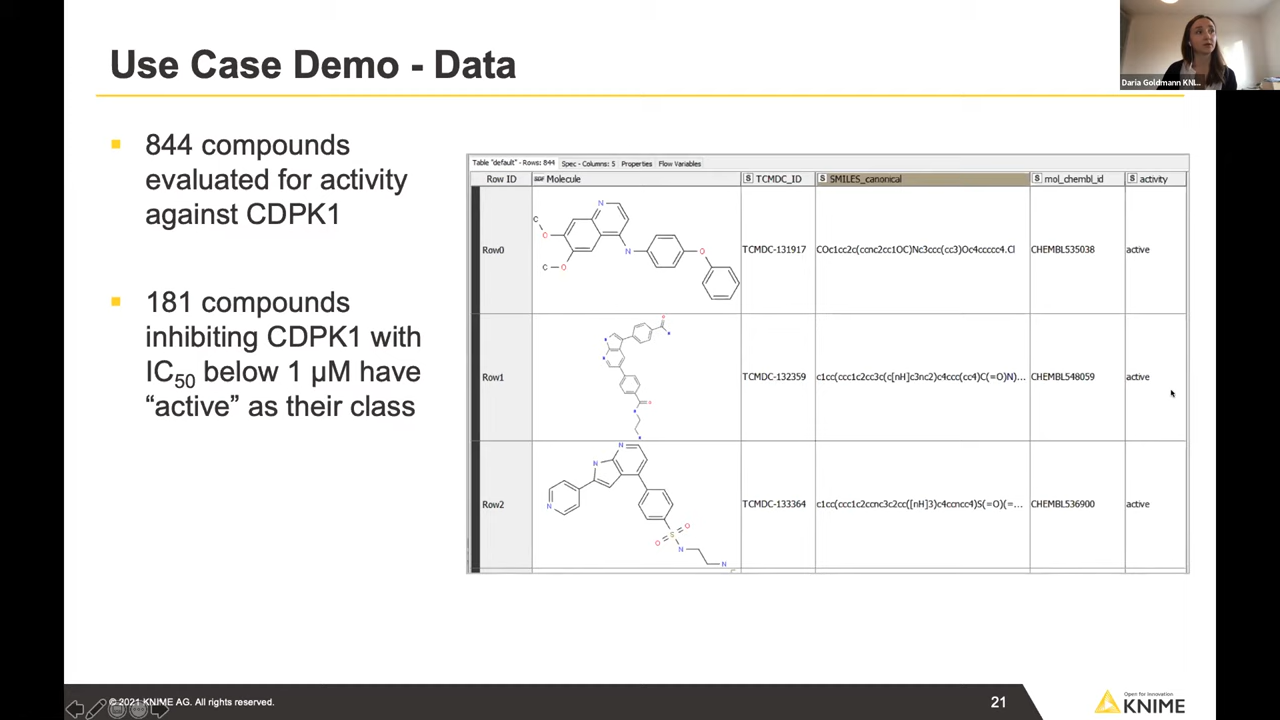 Use Case Demo - Data
Daria Goldmann KNI...
844 compounds
evaluated for activity
against CDPK1
181 compounds
inhibiting CDPK1 with
IC50 below 1 µM have
“active” as their class
Table "default" - Rows: 844 Spec - Columns: 5 Properties Flow Variables
Row ID SDF Molecule S TCMDC_ID S SMILES_canonical S mol_chembl_id S activity
Row0 TCMDC-131917 COc1cc2c(ccnc2cc1OC)Nc3ccc(cc3)Oc4ccccc4.Cl CHEMBL535038 active
Row1 TCMDC-132359 c1cc(ccc1c2cc3c(c[nH]c3nc2)c4ccc(cc4)C(=O)N)... CHEMBL548059 active
Row2 TCMDC-133364 c1cc(ccc1c2ccnc3c2cc([nH]3)c4ccncc4)S(=O)(=... CHEMBL536900 active
© 2021 KNIME AG. All rights reserved.
21
Open for Innovation
KNIME